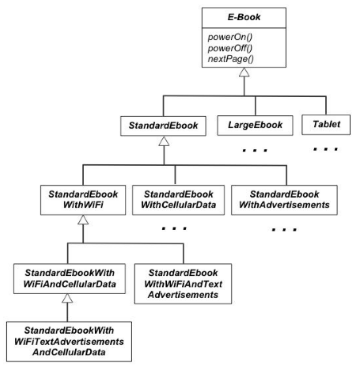 E-Book
powerOn()
powerOff()
nextPage()
StandardEbook
LargeEbook
Tablet
. . .
. . .
StandardEbook
WithWiFi
StandardEbook
WithCellularData
StandardEbook
WithAdvertisements
. . .
. . .
StandardEbookWith
WiFiAndCellularData
StandardEbook
WithWiFiAndText
Advertisements
StandardEbookWith
WiFiTextAdvertisements
AndCellularData